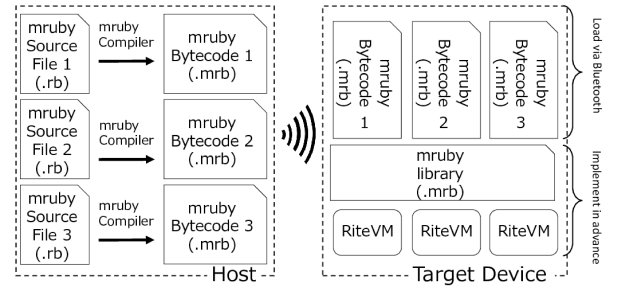 mruby
Source
File 1
(.rb)
mruby
Compiler
mruby
Bytecode 1
(.mrb)
mruby
Source
File 2
(.rb)
mruby
Compiler
mruby
Bytecode 2
(.mrb)
mruby
Source
File 3
(.rb)
mruby
Compiler
mruby
Bytecode 3
(.mrb)
Host
mruby
Bytecode
(.mrb)
1
mruby
Bytecode
(.mrb)
2
mruby
Bytecode
(.mrb)
3
mruby
library
(.mrb)
RiteVM
RiteVM
RiteVM
Target Device
Load via Bluetooth
Implement in advance